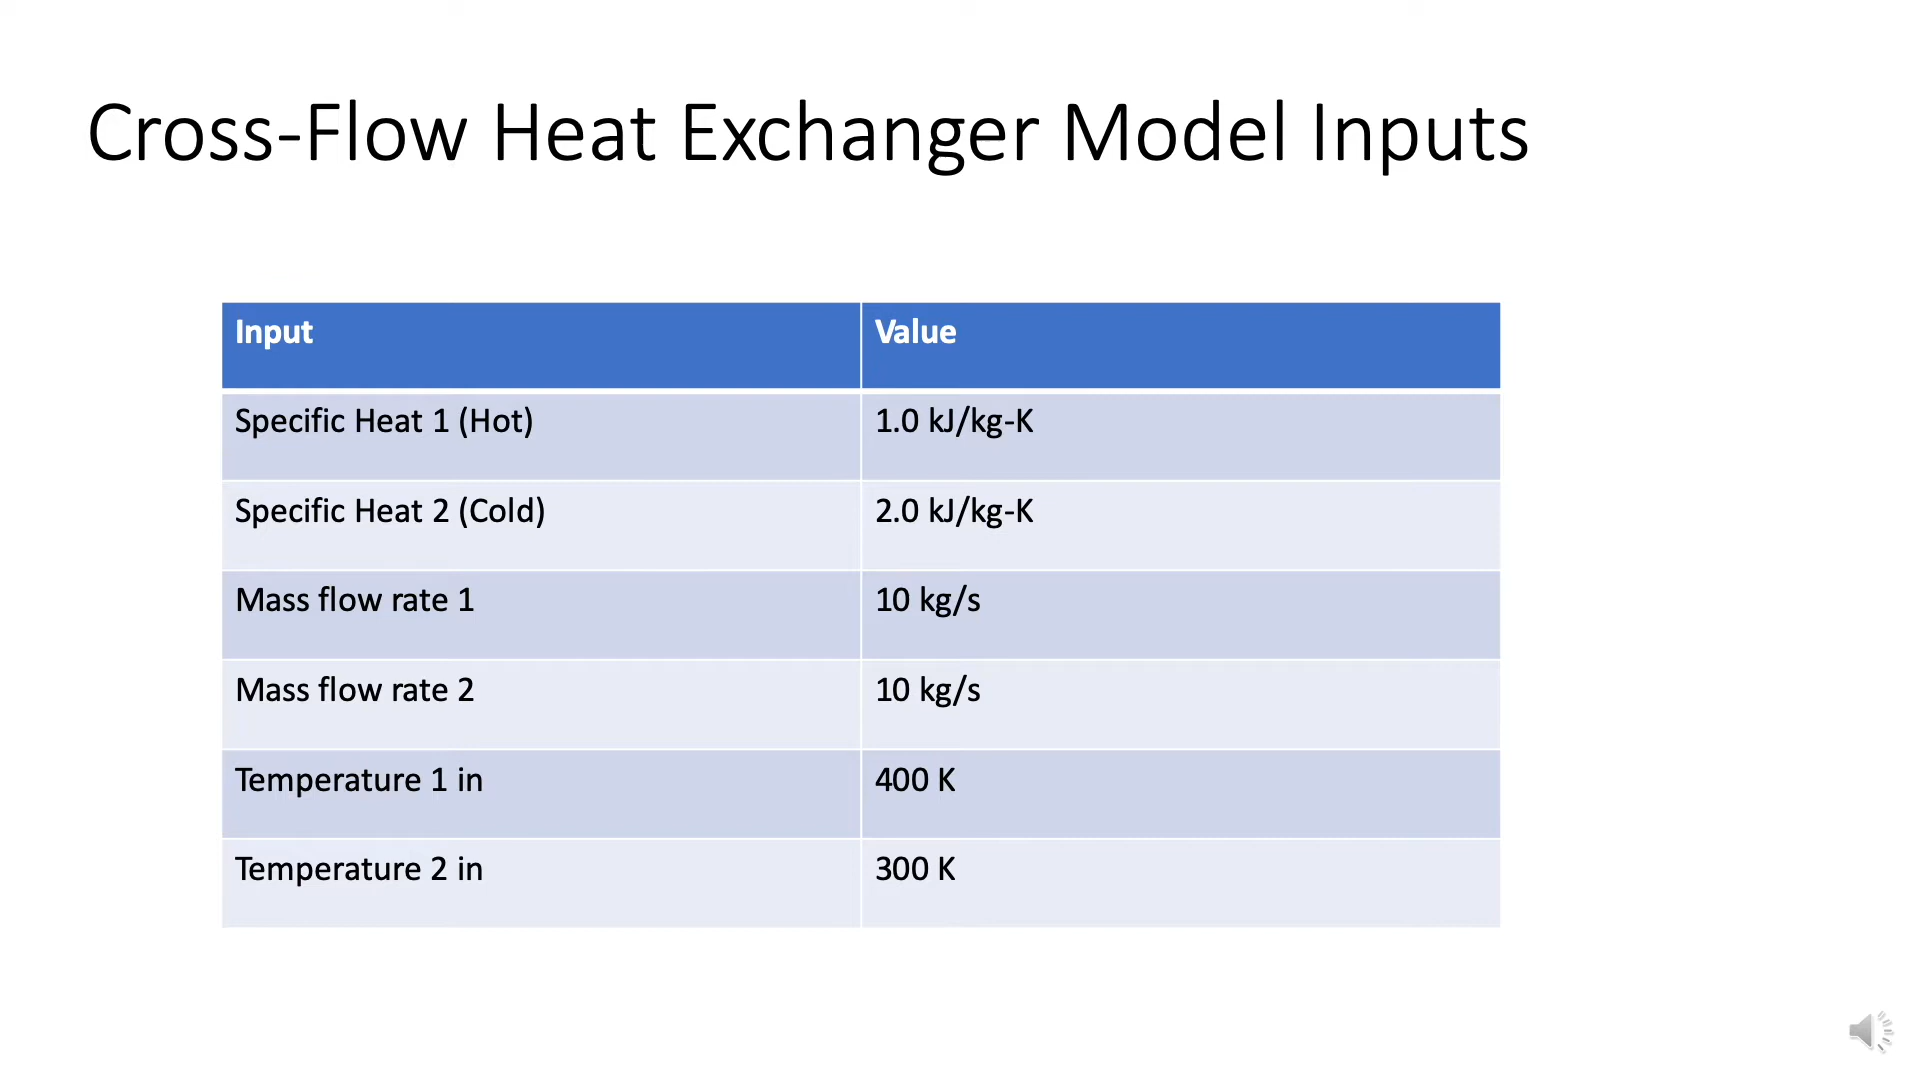 Cross-Flow Heat Exchanger Model Inputs
Input Value
Specific Heat 1 (Hot) 1.0 kJ/kg-K
Specific Heat 2 (Cold) 2.0 kJ/kg-K
Mass flow rate 1 10 kg/s
Mass flow rate 2 10 kg/s
Temperature 1 in 400 K
Temperature 2 in 300 K